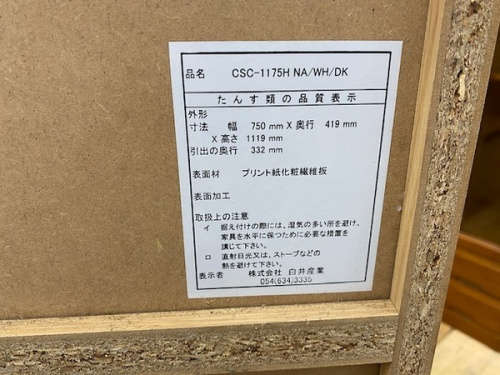 品名 CSC-1175H NA/WH/DK
たんす類の品質表示
外形
寸法 幅 750 mm X 奥行 419 mm
X 高さ 1119 mm
引出の奥行 332 mm
表面材 プリント紙化粧繊維板
表面加工
取扱上の注意
イ 据え付けの際には、湿気の多い所を避け、
家具を水平に保つために必要な措置を
講じて下さい。
ロ 直射日光又は、ストーブなどの
熱を避けて下さい。
表示者 株式会社 白井産業
054(634)3335